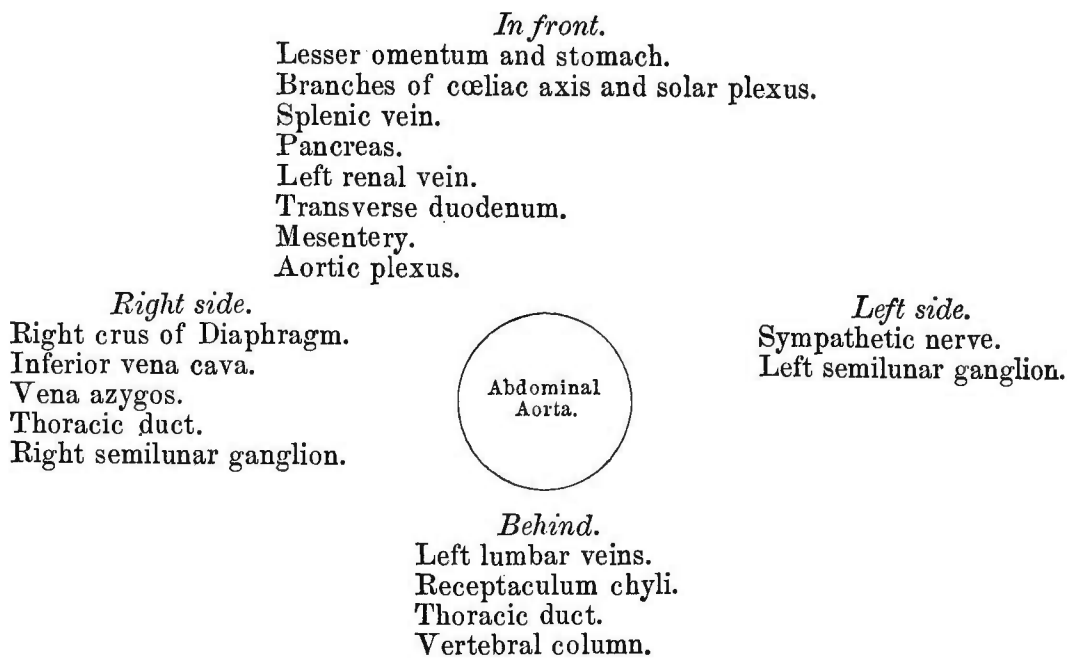 In front.
Lesser omentum and stomach.
Branches of cœliac axis and solar plexus.
Splenic vein.
Pancreas.
Left renal vein.
Transverse duodenum.
Mesentery.
Aortic plexus.
Right side.
Right crus of Diaphragm.
Inferior vena cava.
Vena azygos.
Thoracic duct.
Right semilunar ganglion.
Abdominal
Aorta.
Left side.
Sympathetic nerve.
Left semilunar ganglion.
Behind.
Left lumbar veins.
Receptaculum chyli.
Thoracic duct.
Vertebral column.